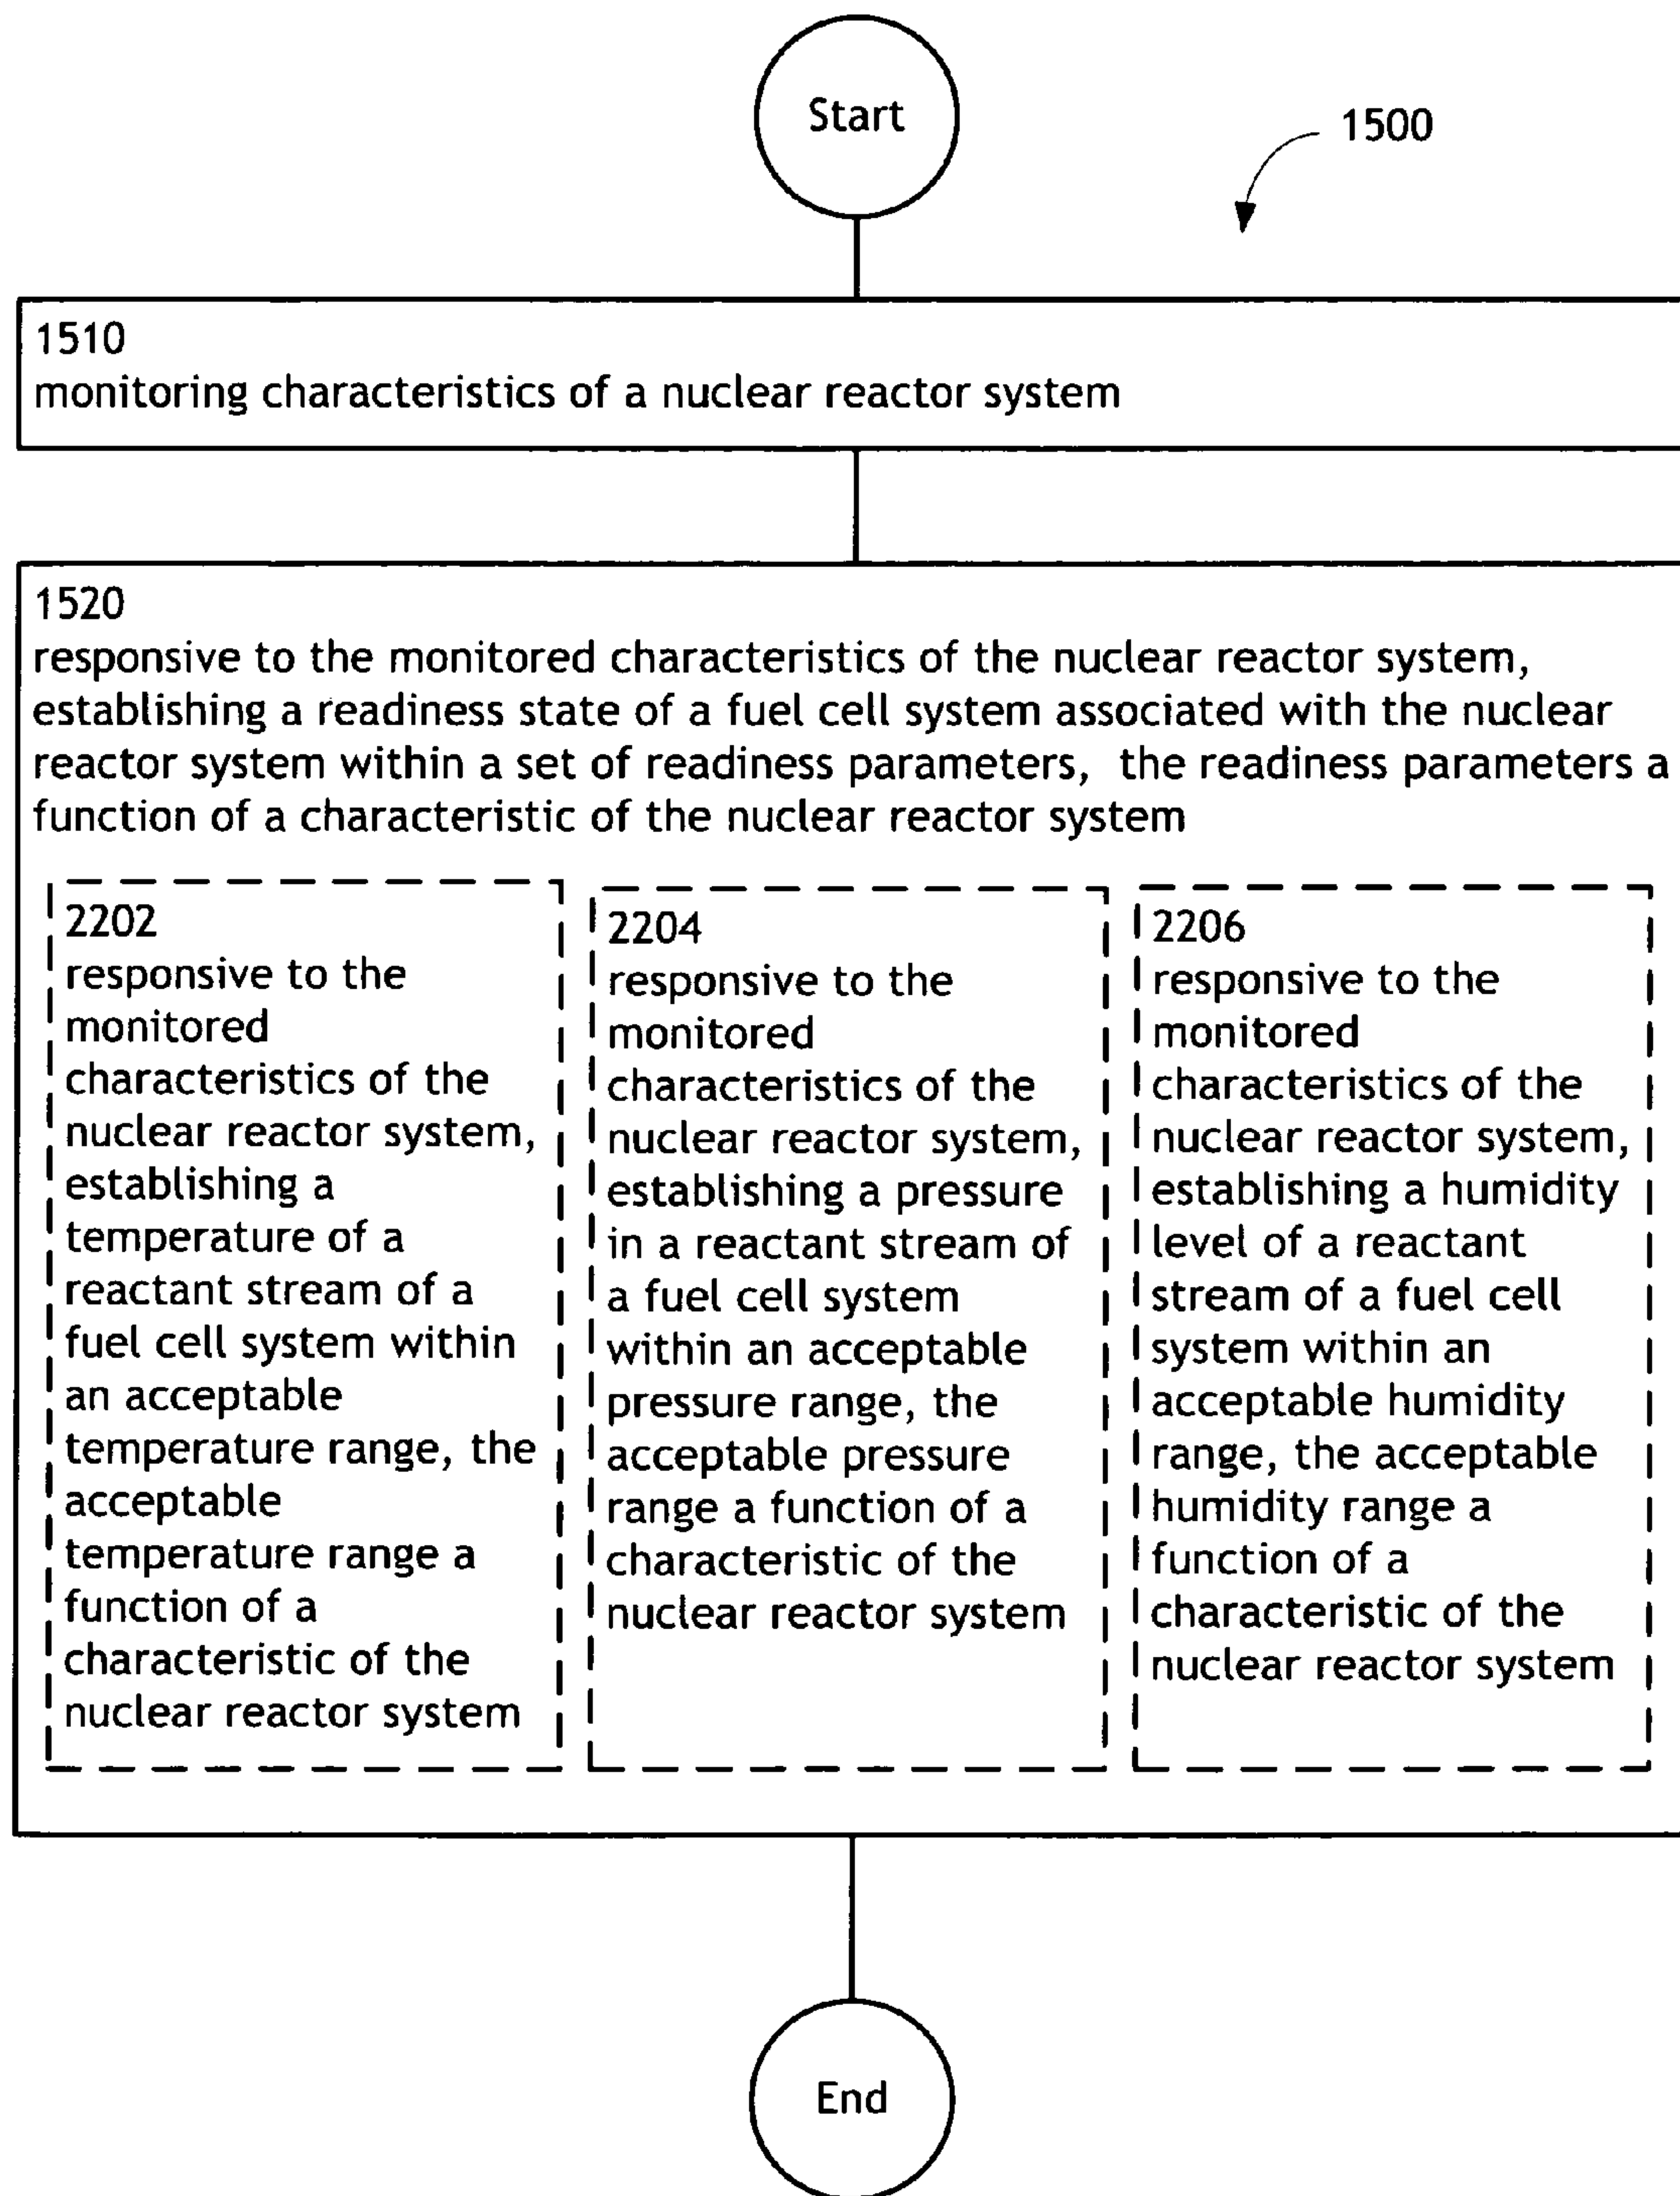 Start
1500
1510
monitoring characteristics of a nuclear reactor system
1520
responsive to the monitored characteristics of the nuclear reactor system,
establishing a readiness state of a fuel cell system associated with the nuclear
reactor system within a set of readiness parameters, the readiness parameters a
function of a characteristic of the nuclear reactor system
2202
responsive to the
monitored
characteristics of the
nuclear reactor system,
establishing a
temperature of a
reactant stream of a
fuel cell system within
an acceptable
temperature range, the
acceptable
temperature range a
function of a
characteristic of the
nuclear reactor system
2204
responsive to the
monitored
characteristics of the
nuclear reactor system,
establishing a pressure
in a reactant stream of
a fuel cell system
within an acceptable
pressure range, the
acceptable pressure
range a function of a
characteristic of the
nuclear reactor system
2206
responsive to the
monitored
characteristics of the
nuclear reactor system,
establishing a humidity
level of a reactant
stream of a fuel cell
system within an
acceptable humidity
range, the acceptable
humidity range a
function of a
characteristic of the
nuclear reactor system
End